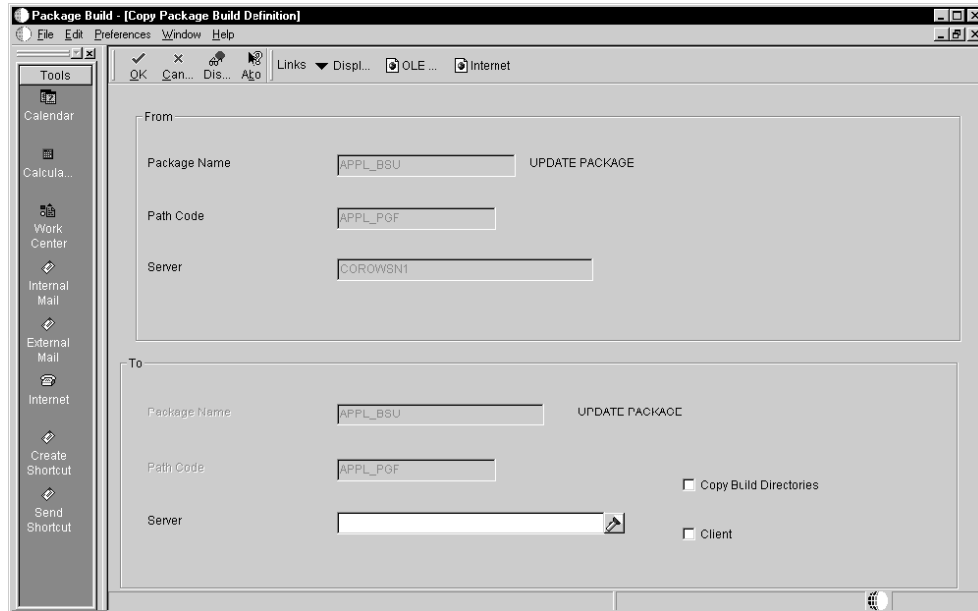 Package Build - [Copy Package Build Definition]
File Edit Preferences Window Help
Tools
OK Can... Dis... Abo Links Displ... OLE ... Internet
Calendar
Calcula...
Work
Center
Internal
Mail
External
Mail
Internet
Create
Shortcut
Send
Shortcut
From
Package Name APPL_BSU UPDATE PACKAGE
Path Code APPL_PGF
Server COROWSN1
To
Package Name APPL_BSU UPDATE PACKAGE
Path Code APPL_PGF
Copy Build Directories
Server
Client